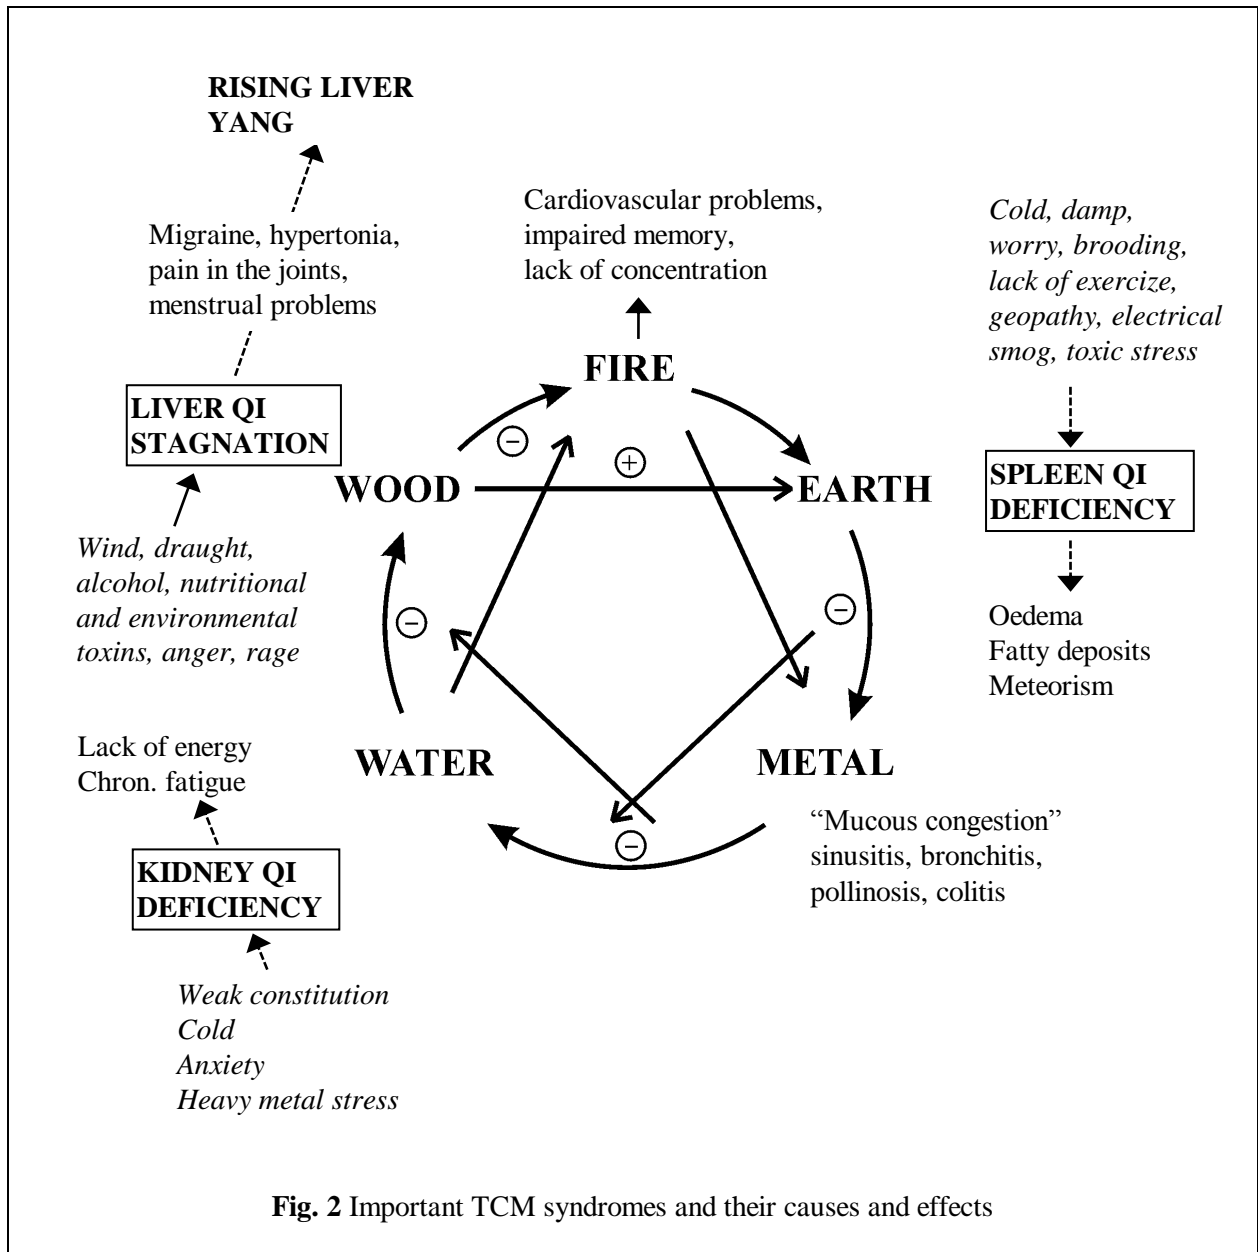 RISING LIVER
YANG
Migraine, hypertonia,
pain in the joints,
menstrual problems
LIVER QI
STAGNATION
Wind, draught,
alcohol, nutritional
and environmental
toxins, anger, rage
Cardiovascular problems,
impaired memory,
lack of concentration
FIRE
WOOD
EARTH
WATER
METAL
−
+
−
−
−
Cold, damp,
worry, brooding,
lack of exercize,
geopathy, electrical
smog, toxic stress
SPLEEN QI
DEFICIENCY
Oedema
Fatty deposits
Meteorism
Lack of energy
Chron. fatigue
KIDNEY QI
DEFICIENCY
Weak constitution
Cold
Anxiety
Heavy metal stress
“Mucous congestion”
sinusitis, bronchitis,
pollinosis, colitis
Fig. 2 Important TCM syndromes and their causes and effects